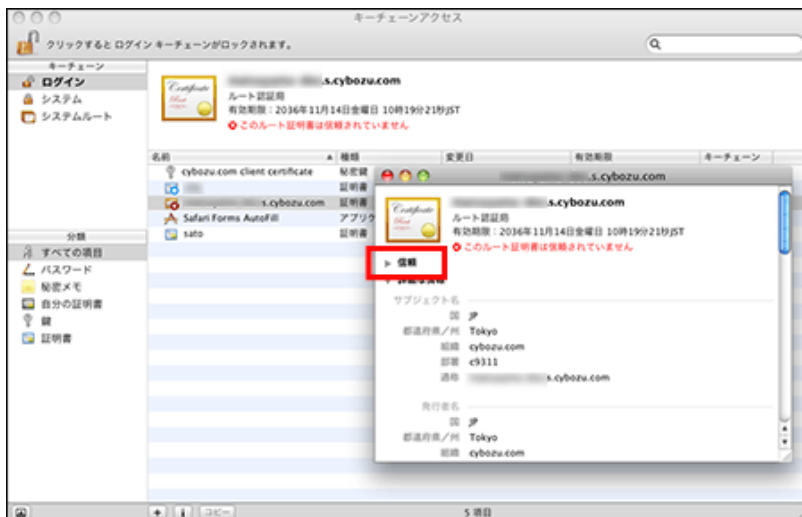 キーチェーンアクセス
クリックすると ログイン キーチェーンがロックされます。
キーチェーン
ログイン
システム
システムルート
.s.cybozu.com
ルート認証局
有効期限：2036年11月14日金曜日 10時19分21秒JST
このルート証明書は信頼されていません
名前 種類 変更日 有効期限 キーチェーン
cybozu.com client certificate 秘密鍵
証明書
s.cybozu.com 証明書
Safari Forms AutoFill アプリク
sato 証明書
分類
すべての項目
パスワード
秘密メモ
自分の証明書
鍵
証明書
.s.cybozu.com
.s.cybozu.com
ルート認証局
有効期限：2036年11月14日金曜日 10時19分21秒JST
このルート証明書は信頼されていません
信頼
サブジェクト名
国 JP
都道府県／州 Tokyo
組織 cybozu.com
部署 c9311
通称 s.cybozu.com
発行者名
国 JP
都道府県／州 Tokyo
組織 cybozu.com
コピー
5 項目